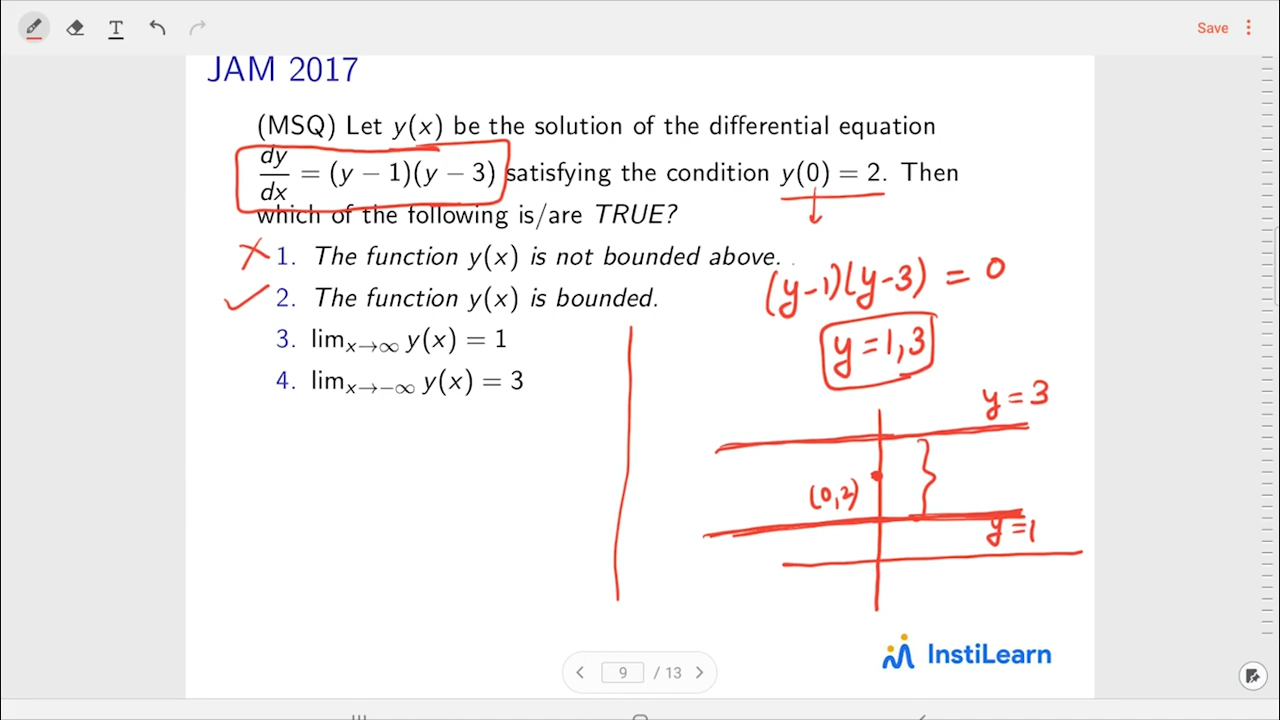 Save
JAM 2017
(MSQ) Let y(x) be the solution of the differential equation
dy/dx = (y − 1)(y − 3) satisfying the condition y(0) = 2. Then
which of the following is/are TRUE?
1. The function y(x) is not bounded above.
2. The function y(x) is bounded.
3. lim_{x→∞} y(x) = 1
4. lim_{x→−∞} y(x) = 3
(y-1)(y-3) = 0
y = 1,3
y = 3
(0,2)
y = 1
InstiLearn
9 / 13